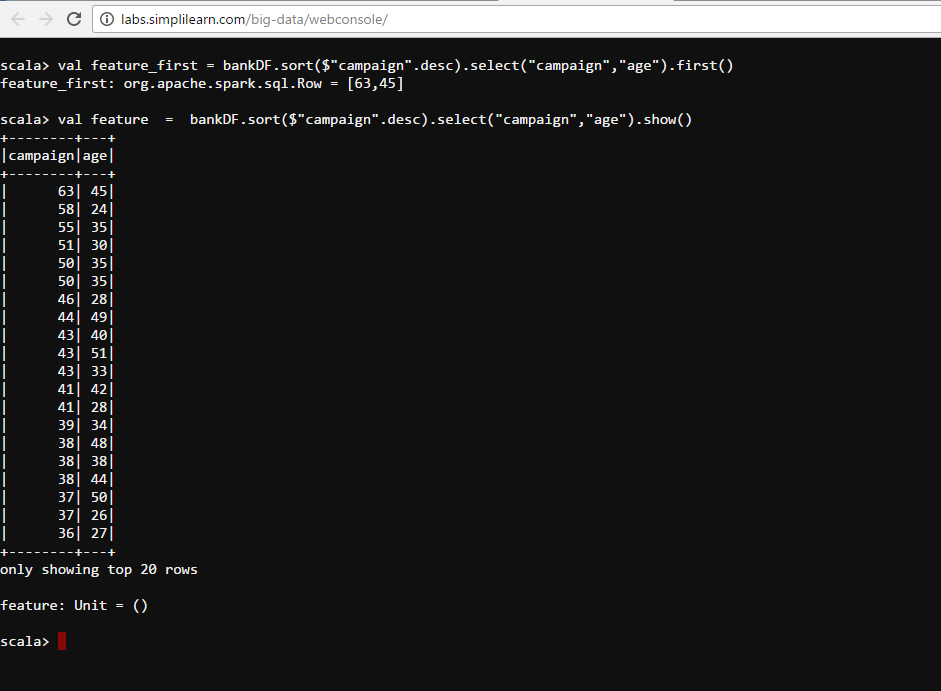 labs.simplilearn.com/big-data/webconsole/
scala> val feature_first = bankDF.sort($"campaign".desc).select("campaign","age").first()
feature_first: org.apache.spark.sql.Row = [63,45]
scala> val feature  =  bankDF.sort($"campaign".desc).select("campaign","age").show()
+--------+---+
|campaign|age|
+--------+---+
|      63| 45|
|      58| 24|
|      55| 35|
|      51| 30|
|      50| 35|
|      50| 35|
|      46| 28|
|      44| 49|
|      43| 40|
|      43| 51|
|      43| 33|
|      41| 42|
|      41| 28|
|      39| 34|
|      38| 48|
|      38| 38|
|      38| 44|
|      37| 50|
|      37| 26|
|      36| 27|
+--------+---+
only showing top 20 rows
feature: Unit = ()
scala>